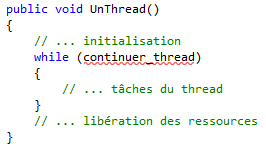 public void UnThread()
{
    // ... initialisation
    while (continuer_thread)
    {
        // ... tâches du thread
    }
    // ... libération des ressources
}